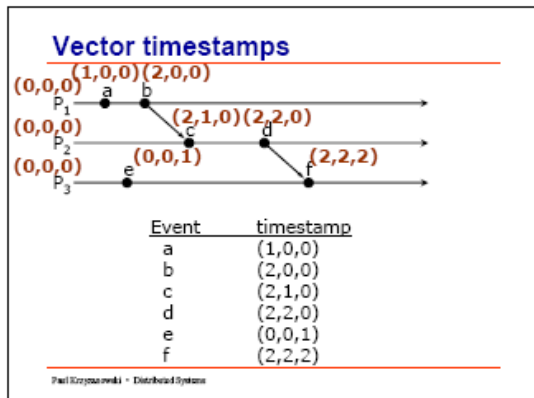 Vector timestamps
(1,0,0) (2,0,0)
(0,0,0)
a b
P1
(2,1,0) (2,2,0)
(0,0,0)
c d
P2
(0,0,1) (2,2,2)
(0,0,0)
e f
P3
Event timestamp
a (1,0,0)
b (2,0,0)
c (2,1,0)
d (2,2,0)
e (0,0,1)
f (2,2,2)
Paul Krzyzanowski • Distributed Systems